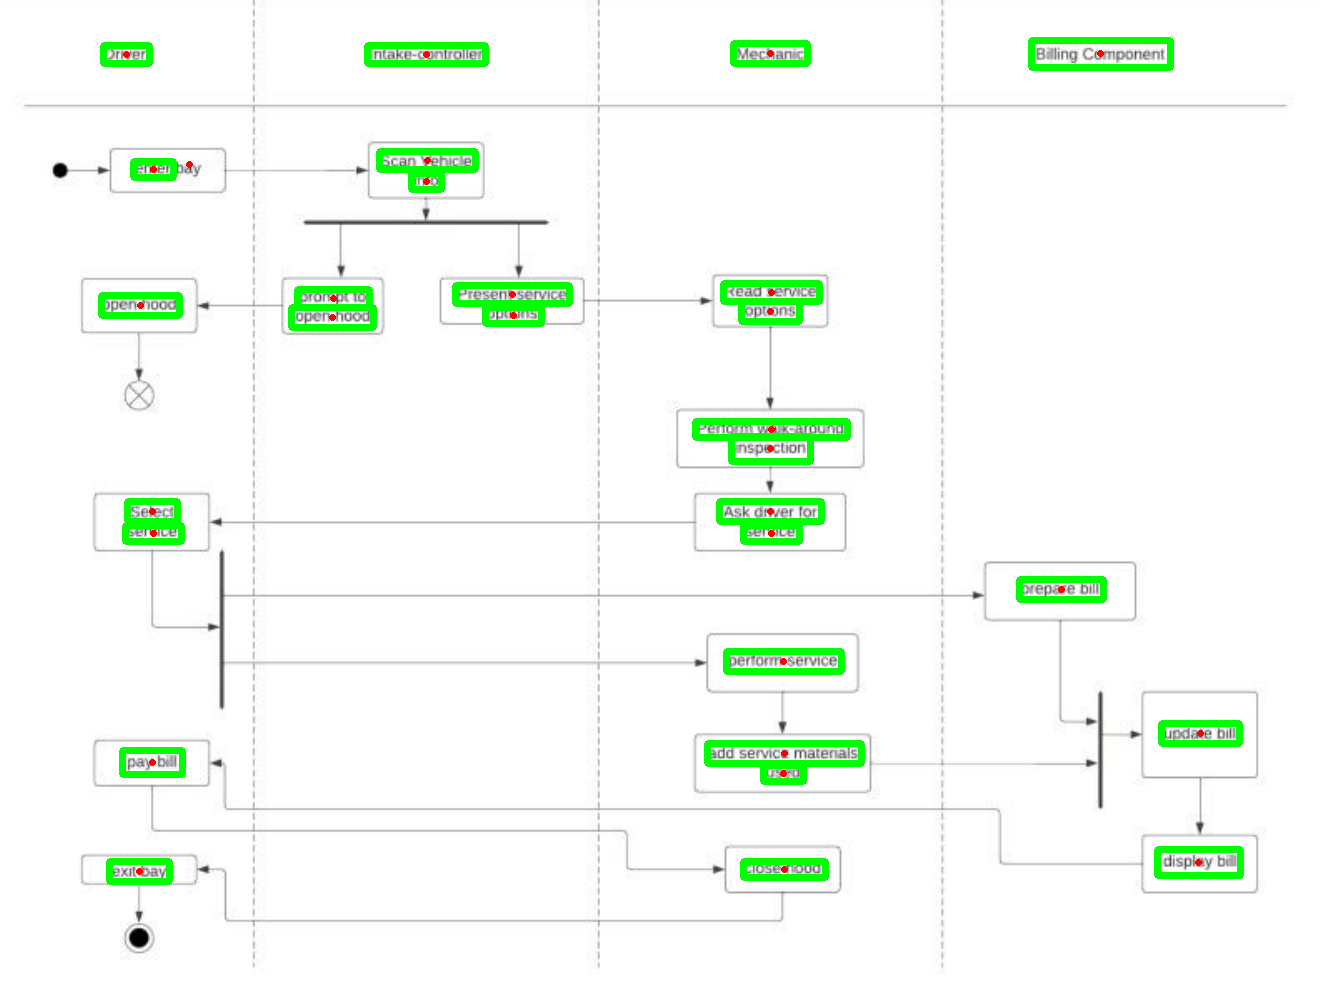 Driver
Intake-controller
Mechanic
Billing Component
enter bay
Scan Vehicle
info
open hood
prompt to
open hood
Present service
options
Read service
options
Perform walk-around
inspection
Select
service
Ask driver for
service
prepare bill
perform service
update bill
pay bill
add service materials
used
display bill
exit bay
close hood